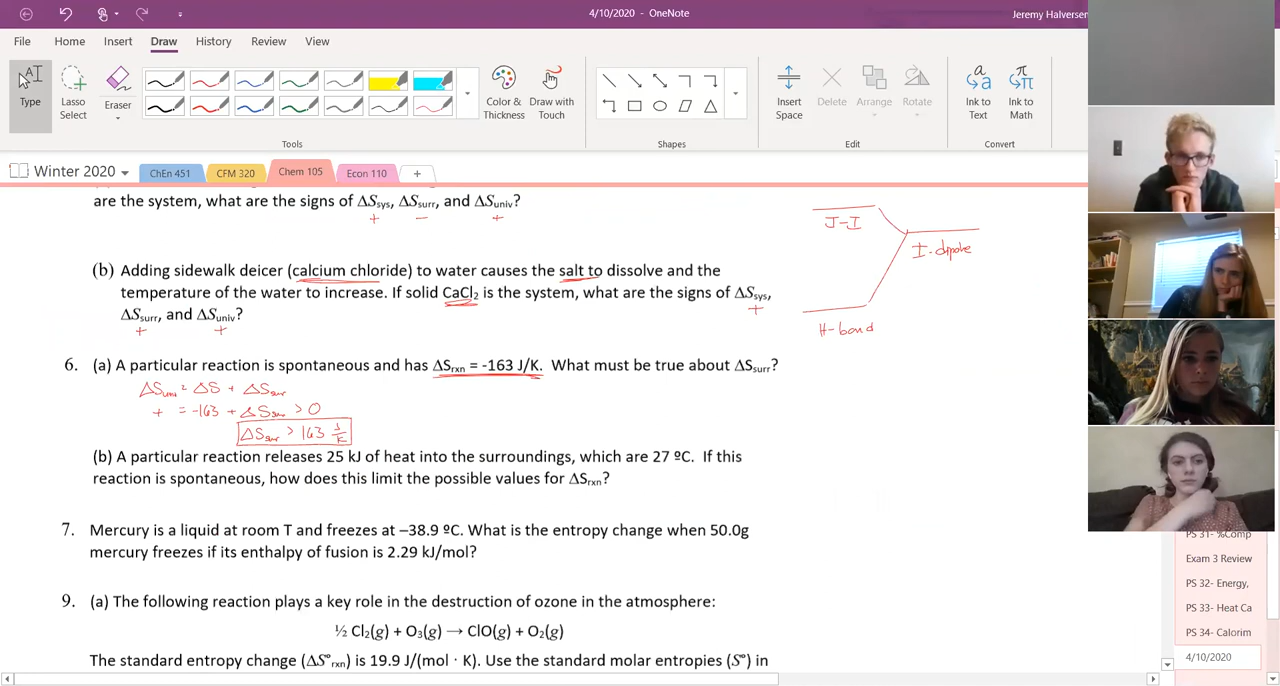 4/10/2020 - OneNote
Jeremy Halversen
File Home Insert Draw History Review View
Type
Lasso Select
Eraser
Color & Thickness
Draw with Touch
Insert Space
Delete
Arrange
Rotate
Ink to Text
Ink to Math
Tools
Shapes
Edit
Convert
Winter 2020
ChEn 451
CFM 320
Chem 105
Econ 110
+
are the system, what are the signs of ΔSsys, ΔSsurr, and ΔSuniv?
+ − +
J-I
I-dipole
H-bond
(b) Adding sidewalk deicer (calcium chloride) to water causes the salt to dissolve and the
temperature of the water to increase. If solid CaCl₂ is the system, what are the signs of ΔSsys,
+
ΔSsurr, and ΔSuniv?
+ +
6. (a) A particular reaction is spontaneous and has ΔSrxn = -163 J/K. What must be true about ΔSsurr?
ΔSuni = ΔS + ΔSsur
+ = -163 + ΔSsur > 0
ΔSsur > 163 J/K
(b) A particular reaction releases 25 kJ of heat into the surroundings, which are 27 ºC. If this
reaction is spontaneous, how does this limit the possible values for ΔSrxn?
7. Mercury is a liquid at room T and freezes at –38.9 ºC. What is the entropy change when 50.0g
mercury freezes if its enthalpy of fusion is 2.29 kJ/mol?
9. (a) The following reaction plays a key role in the destruction of ozone in the atmosphere:
½ Cl₂(g) + O₃(g) → ClO(g) + O₂(g)
The standard entropy change (ΔS°rxn) is 19.9 J/(mol · K). Use the standard molar entropies (S°) in
PS 31- %Comp
Exam 3 Review
PS 32- Energy,
PS 33- Heat Ca
PS 34- Calorim
4/10/2020